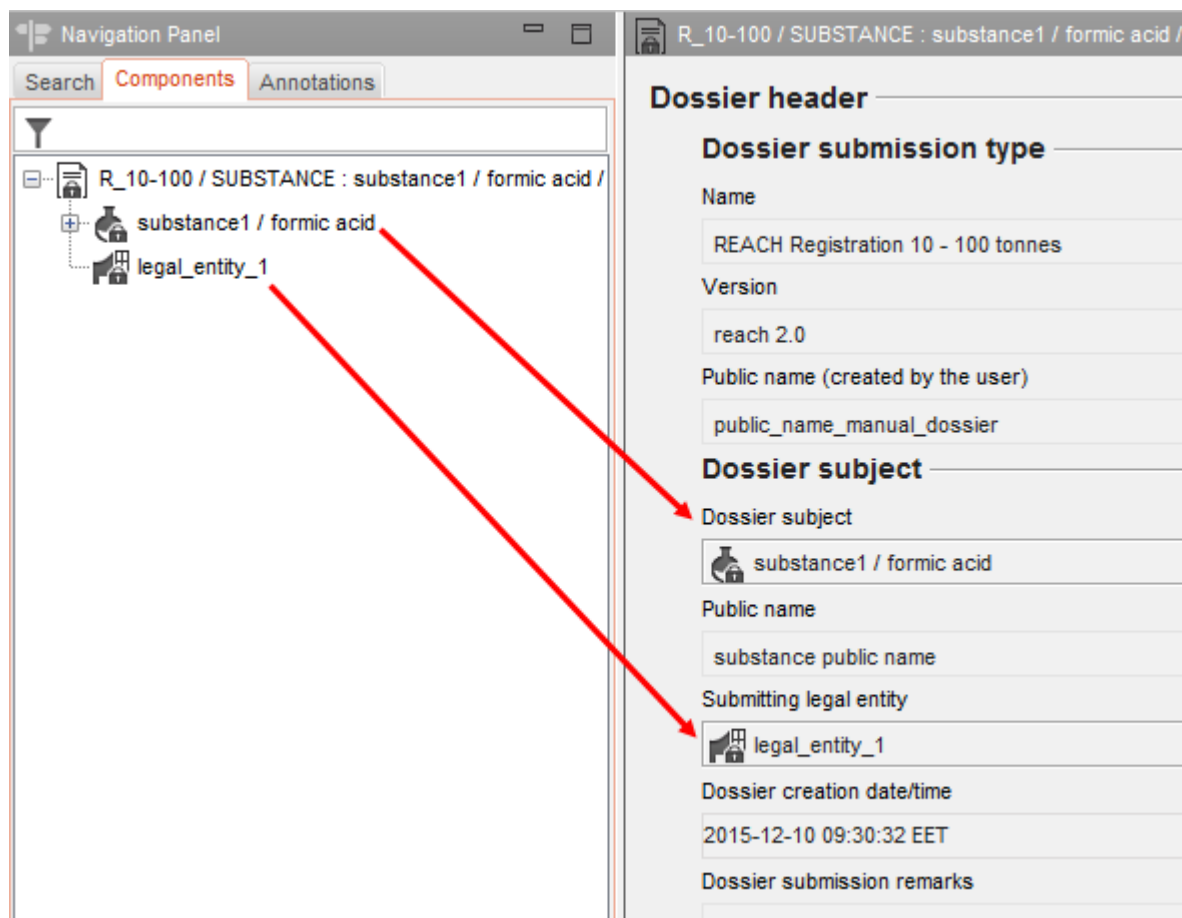 Navigation Panel
Search Components Annotations
R_10-100 / SUBSTANCE : substance1 / formic acid /
substance1 / formic acid
legal_entity_1
R_10-100 / SUBSTANCE : substance1 / formic acid /
Dossier header
Dossier submission type
Name
REACH Registration 10 - 100 tonnes
Version
reach 2.0
Public name (created by the user)
public_name_manual_dossier
Dossier subject
Dossier subject
substance1 / formic acid
Public name
substance public name
Submitting legal entity
legal_entity_1
Dossier creation date/time
2015-12-10 09:30:32 EET
Dossier submission remarks